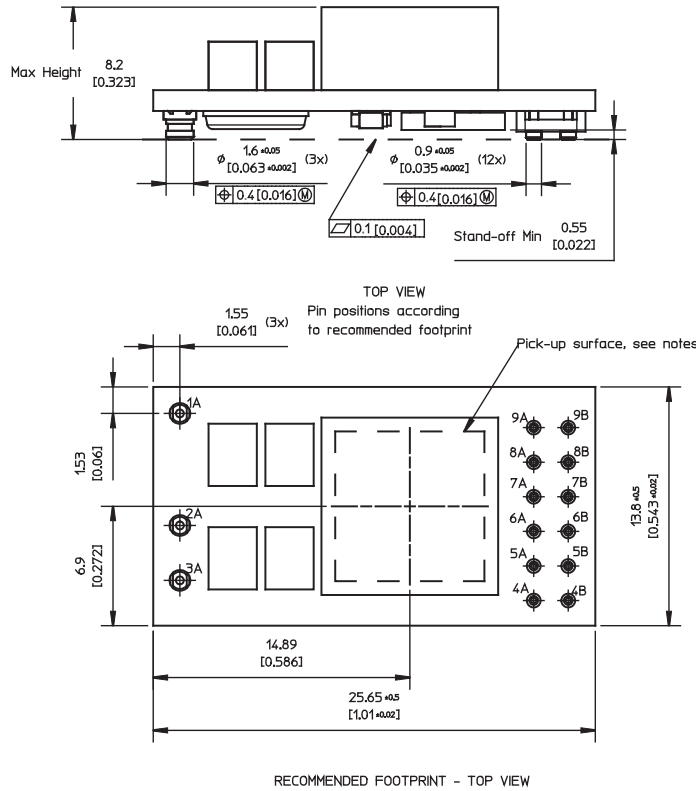 Max Height 8.2
[0.323]
⌀ 1.6 ±0.05 (3x)
[0.063 ±0.002]
⌖ 0.4 [0.016] Ⓜ
⌀ 0.9 ±0.05 (12x)
[0.035 ±0.002]
⌖ 0.4 [0.016] Ⓜ
⏥ 0.1 [0.004]
Stand-off Min 0.55
[0.022]
TOP VIEW
Pin positions according
to recommended footprint
1.55
[0.061] (3x)
Pick-up surface, see notes
1A
2A
3A
9A 9B
8A 8B
7A 7B
6A 6B
5A 5B
4A 4B
1.53
[0.06]
6.9
[0.272]
13.8 ±0.5
[0.543 ±0.02]
14.89
[0.586]
25.65 ±0.5
[1.01 ±0.02]
RECOMMENDED FOOTPRINT - TOP VIEW